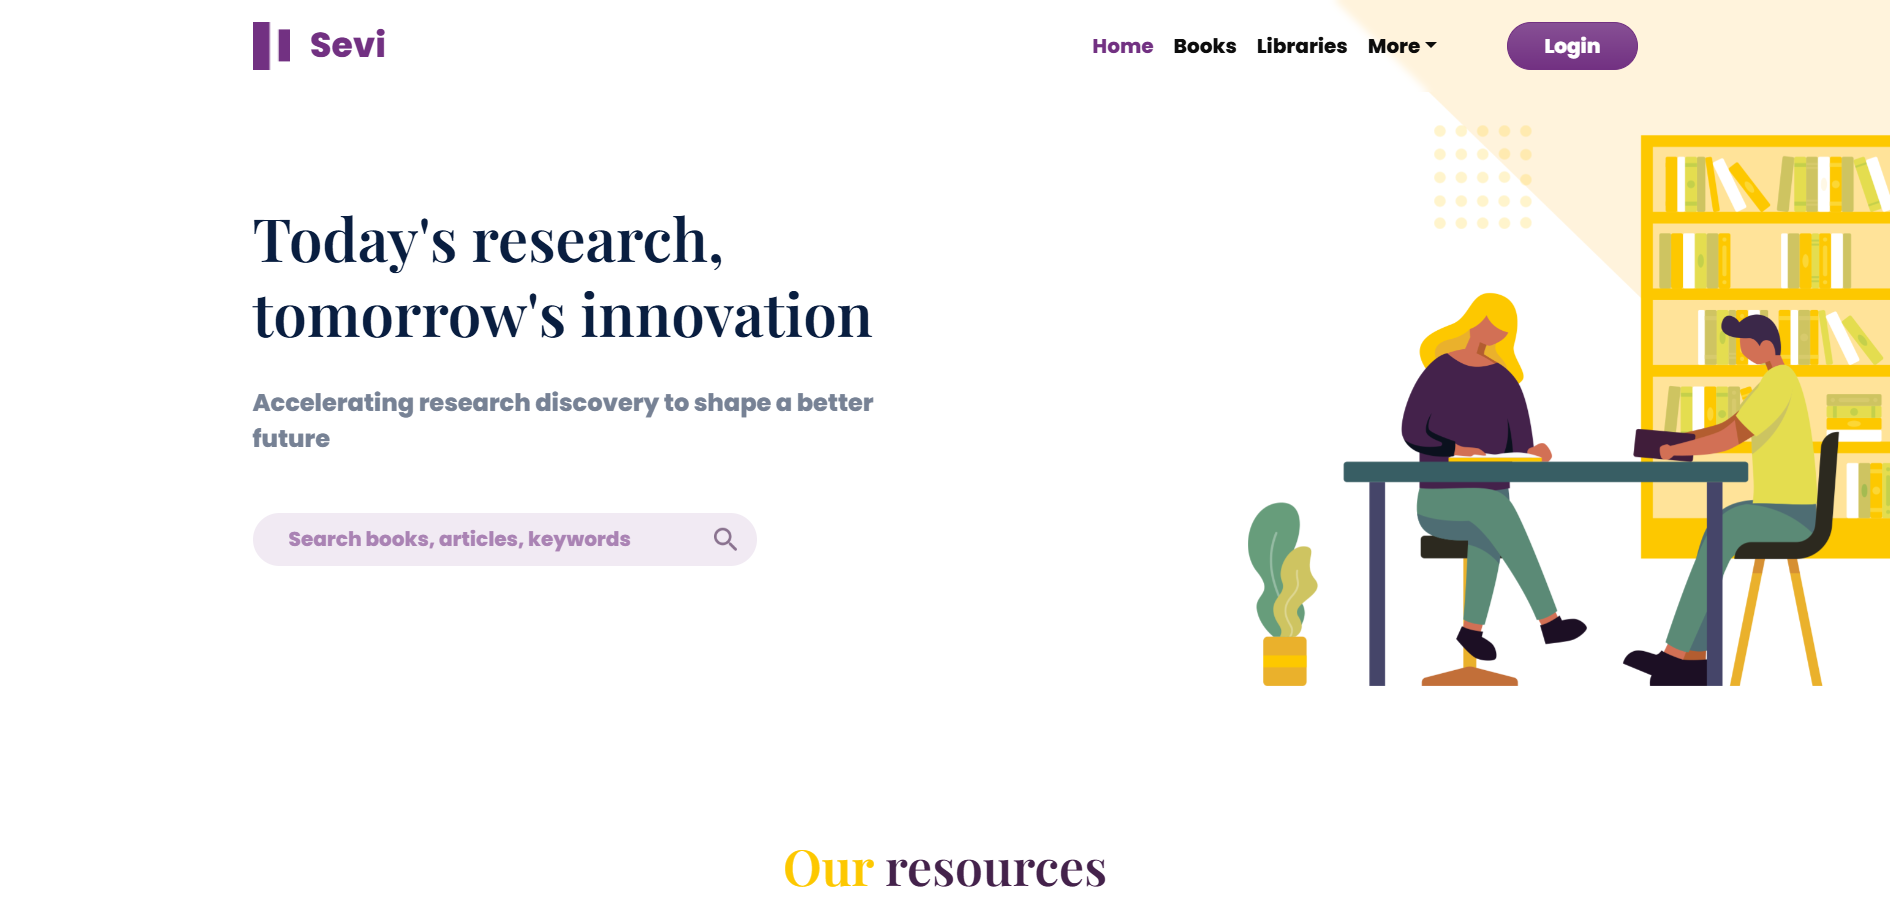 Sevi
Home Books Libraries More Login
Today's research,
tomorrow's innovation
Accelerating research discovery to shape a better
future
Search books, articles, keywords
Our resources